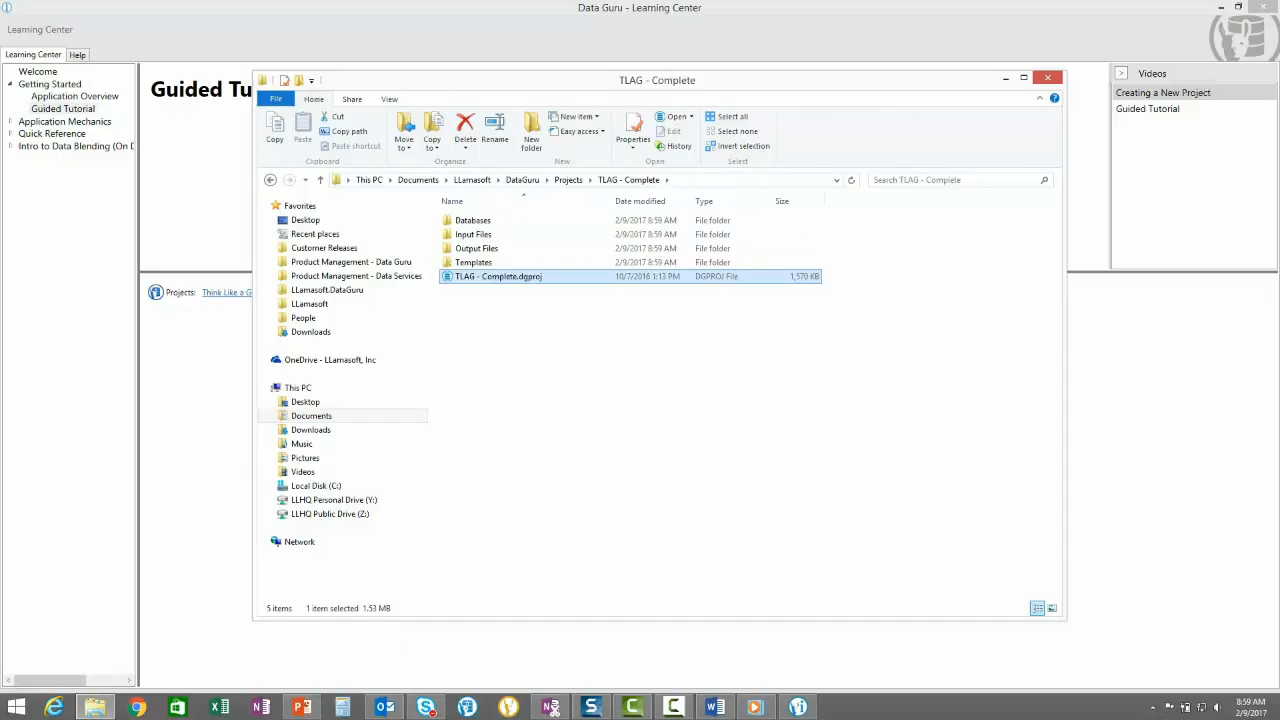 Data Guru - Learning Center
Learning Center
Learning Center Help
Welcome
Getting Started
Application Overview
Guided Tutorial
Application Mechanics
Quick Reference
Intro to Data Blending (On D
Guided Tu
Projects: Think Like a G
TLAG - Complete
File Home Share View
Copy
Paste
Cut
Copy path
Paste shortcut
Clipboard
Move to
Copy to
Delete
Rename
Organize
New folder
New item
Easy access
New
Properties
Open
Edit
History
Open
Select all
Select none
Invert selection
Select
This PC Documents LLamasoft DataGuru Projects TLAG - Complete
Search TLAG - Complete
Name Date modified Type Size
Databases 2/9/2017 8:59 AM File folder
Input Files 2/9/2017 8:59 AM File folder
Output Files 2/9/2017 8:59 AM File folder
Templates 2/9/2017 8:59 AM File folder
TLAG - Complete.dgproj 10/7/2016 1:13 PM DGPROJ File 1,570 KB
Favorites
Desktop
Recent places
Customer Releases
Product Management - Data Guru
Product Management - Data Services
LLamasoft.DataGuru
LLamasoft
People
Downloads
OneDrive - LLamasoft, Inc
This PC
Desktop
Documents
Downloads
Music
Pictures
Videos
Local Disk (C:)
LLHQ Personal Drive (Y:)
LLHQ Public Drive (Z:)
Network
5 items 1 item selected 1.53 MB
Videos
Creating a New Project
Guided Tutorial
8:59 AM
2/9/2017